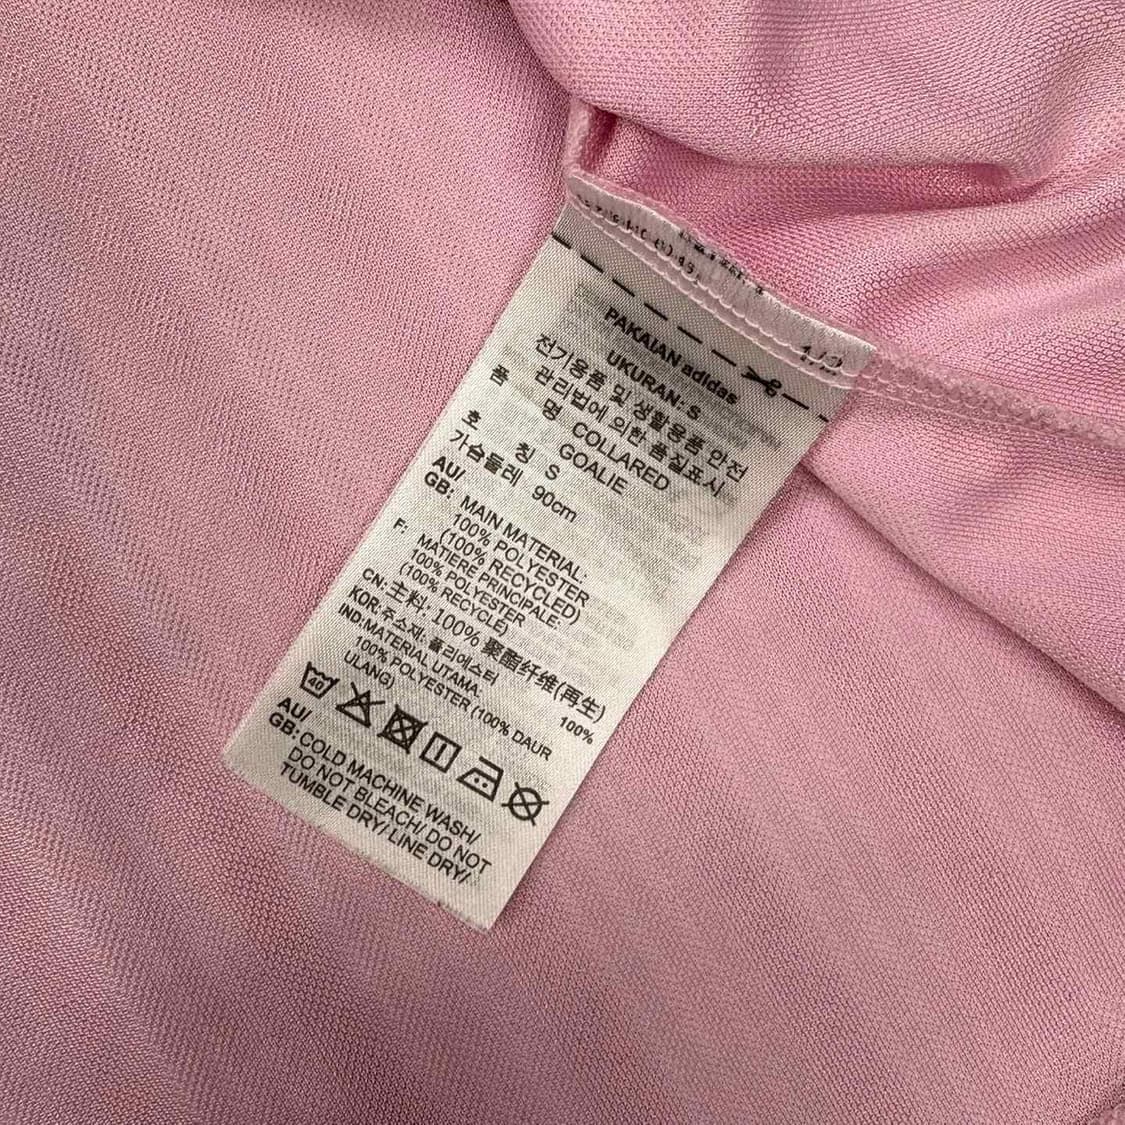 1/2
PAKAIAN adidas
UKURAN: S
전기용품 및 생활용품 안전
관리법에 의한 품질표시
품 명 COLLARED
GOALIE
호 칭 S
가슴둘레 90cm
AU/
GB: MAIN MATERIAL:
100% POLYESTER
(100% RECYCLED)
F: MATIERE PRINCIPALE:
100% POLYESTER
(100% RECYCLE)
CN: 主料: 100% 聚酯纤维(再生)
KOR: 주소재: 폴리에스터 100%
IND: MATERIAL UTAMA:
100% POLYESTER (100% DAUR
ULANG)
40
AU/
GB: COLD MACHINE WASH/
DO NOT BLEACH/ DO NOT
TUMBLE DRY/ LINE DRY/